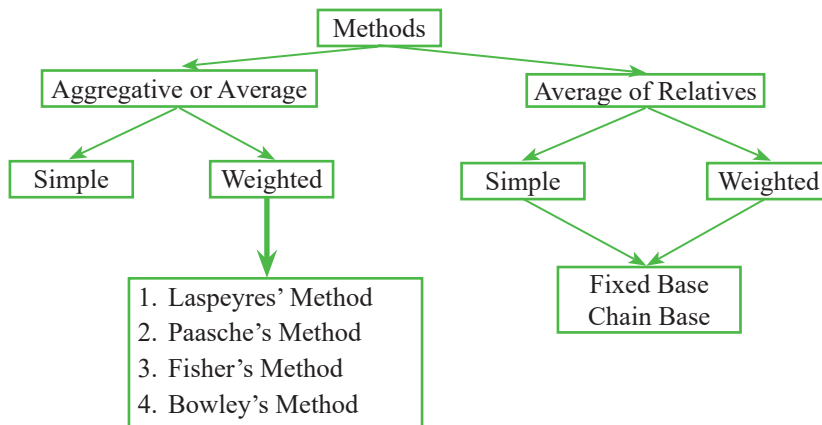 Methods
Aggregative or Average
Average of Relatives
Simple
Weighted
Simple
Weighted
1. Laspeyres’ Method
2. Paasche’s Method
3. Fisher’s Method
4. Bowley’s Method
Fixed Base
Chain Base